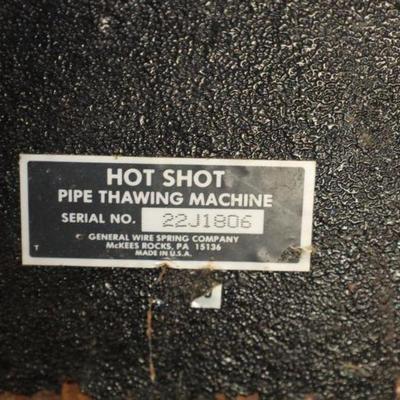 HOT SHOT
PIPE THAWING MACHINE
SERIAL NO. 22J1806
GENERAL WIRE SPRING COMPANY
McKEES ROCKS, PA 15136
T MADE IN U.S.A.